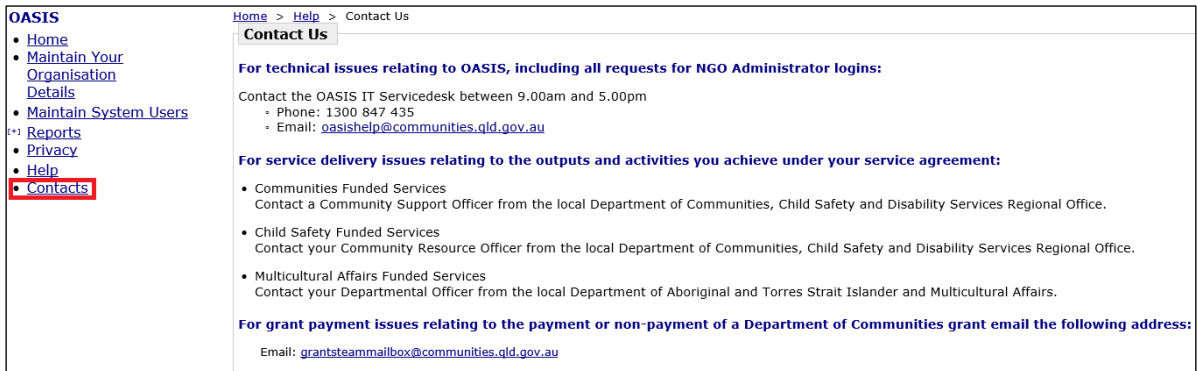 OASIS
• Home
• Maintain Your
Organisation
Details
• Maintain System Users
[+] Reports
• Privacy
• Help
• Contacts
Home > Help > Contact Us
Contact Us
For technical issues relating to OASIS, including all requests for NGO Administrator logins:
Contact the OASIS IT Servicedesk between 9.00am and 5.00pm
◦ Phone: 1300 847 435
◦ Email: oasishelp@communities.qld.gov.au
For service delivery issues relating to the outputs and activities you achieve under your service agreement:
• Communities Funded Services
Contact a Community Support Officer from the local Department of Communities, Child Safety and Disability Services Regional Office.
• Child Safety Funded Services
Contact your Community Resource Officer from the local Department of Communities, Child Safety and Disability Services Regional Office.
• Multicultural Affairs Funded Services
Contact your Departmental Officer from the local Department of Aboriginal and Torres Strait Islander and Multicultural Affairs.
For grant payment issues relating to the payment or non-payment of a Department of Communities grant email the following address:
Email: grantsteammailbox@communities.qld.gov.au